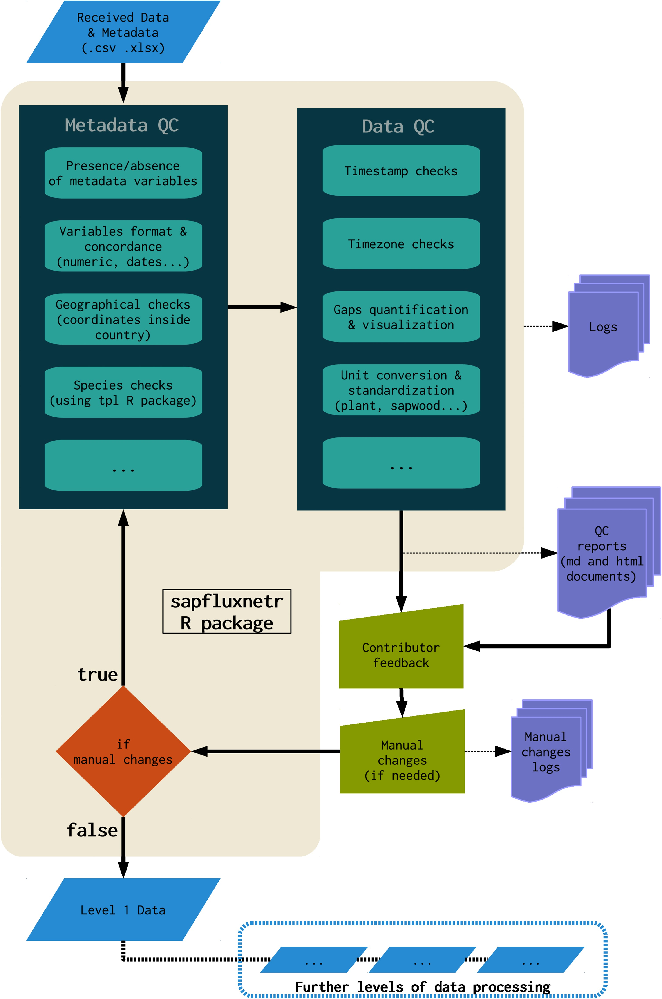 Received Data
& Metadata
(.csv .xlsx)
Metadata QC
Presence/absence
of metadata variables
Variables format &
concordance
(numeric, dates...)
Geographical checks
(coordinates inside
country)
Species checks
(using tpl R package)
...
Data QC
Timestamp checks
Timezone checks
Gaps quantification
& visualization
Unit conversion &
standardization
(plant, sapwood...)
...
Logs
QC
reports
(md and html
documents)
sapfluxnetr
R package
Contributor
feedback
Manual
changes
(if needed)
Manual
changes
logs
true
if
manual changes
false
Level 1 Data
...
...
...
Further levels of data processing